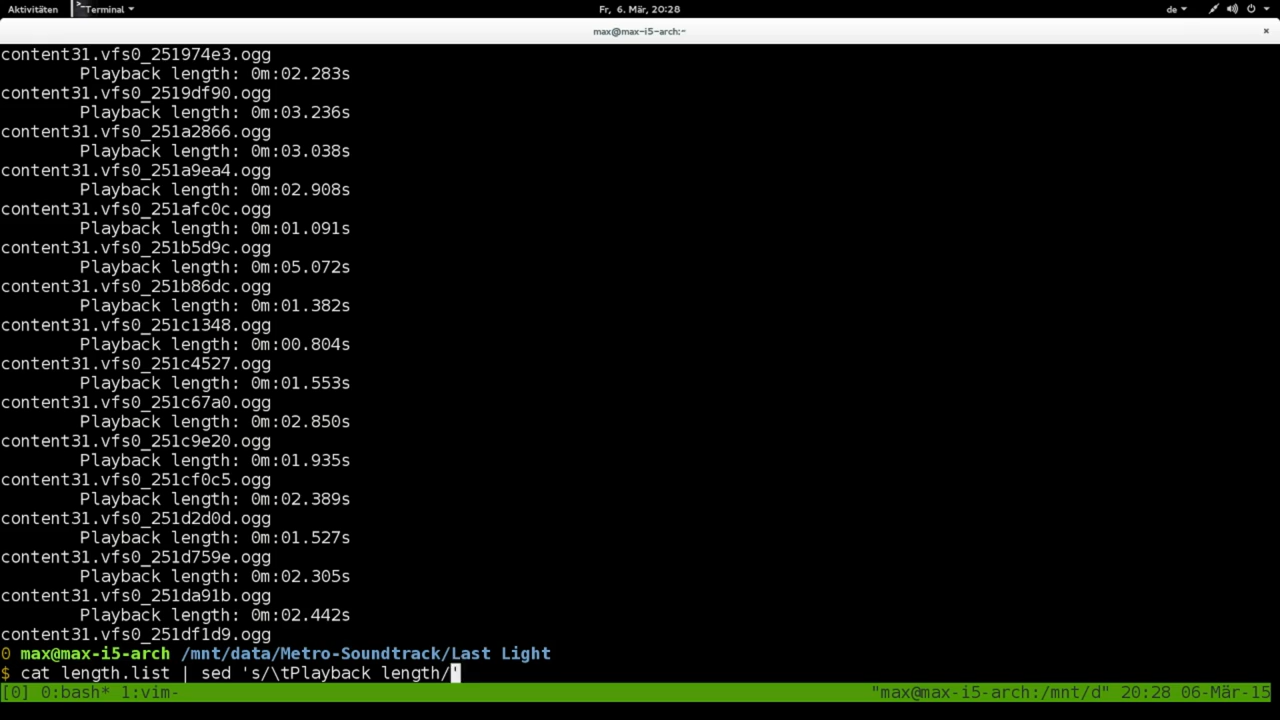 Aktivitäten Terminal Fr, 6. Mär, 20:28 de
max@max-i5-arch:~
content31.vfs0_251974e3.ogg
Playback length: 0m:02.283s
content31.vfs0_2519df90.ogg
Playback length: 0m:03.236s
content31.vfs0_251a2866.ogg
Playback length: 0m:03.038s
content31.vfs0_251a9ea4.ogg
Playback length: 0m:02.908s
content31.vfs0_251afc0c.ogg
Playback length: 0m:01.091s
content31.vfs0_251b5d9c.ogg
Playback length: 0m:05.072s
content31.vfs0_251b86dc.ogg
Playback length: 0m:01.382s
content31.vfs0_251c1348.ogg
Playback length: 0m:00.804s
content31.vfs0_251c4527.ogg
Playback length: 0m:01.553s
content31.vfs0_251c67a0.ogg
Playback length: 0m:02.850s
content31.vfs0_251c9e20.ogg
Playback length: 0m:01.935s
content31.vfs0_251cf0c5.ogg
Playback length: 0m:02.389s
content31.vfs0_251d2d0d.ogg
Playback length: 0m:01.527s
content31.vfs0_251d759e.ogg
Playback length: 0m:02.305s
content31.vfs0_251da91b.ogg
Playback length: 0m:02.442s
content31.vfs0_251df1d9.ogg
0 max@max-i5-arch /mnt/data/Metro-Soundtrack/Last Light
$ cat length.list | sed 's/\tPlayback length/'
[0] 0:bash* 1:vim- "max@max-i5-arch:/mnt/d" 20:28 06-Mär-15